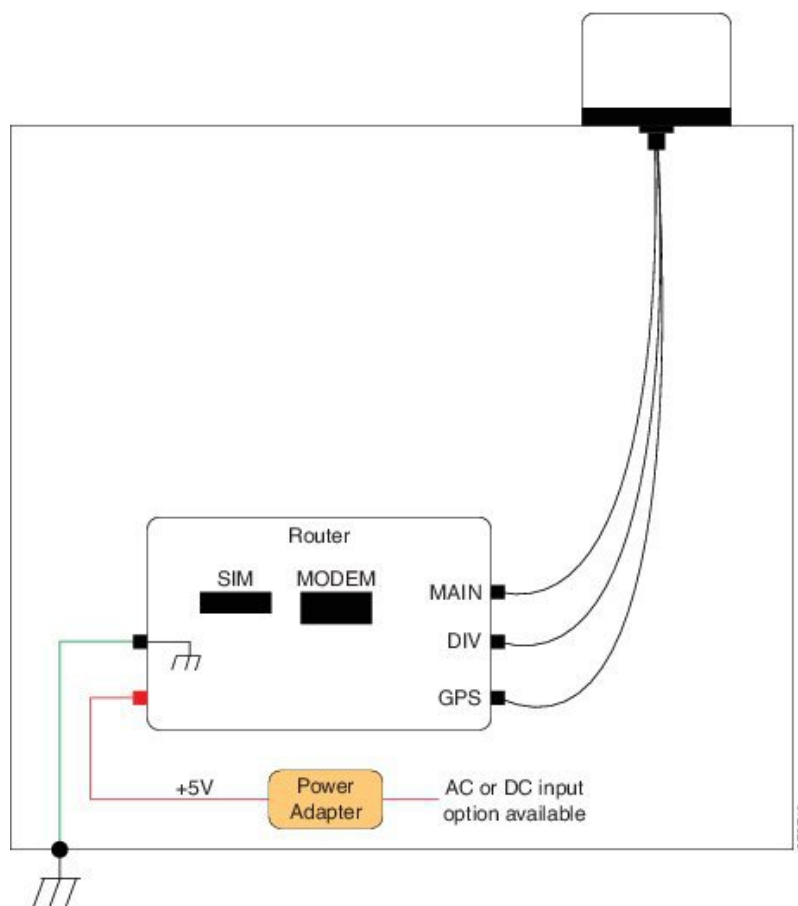 Router
SIM
MODEM
MAIN
DIV
GPS
+5V
Power
Adapter
AC or DC input
option available